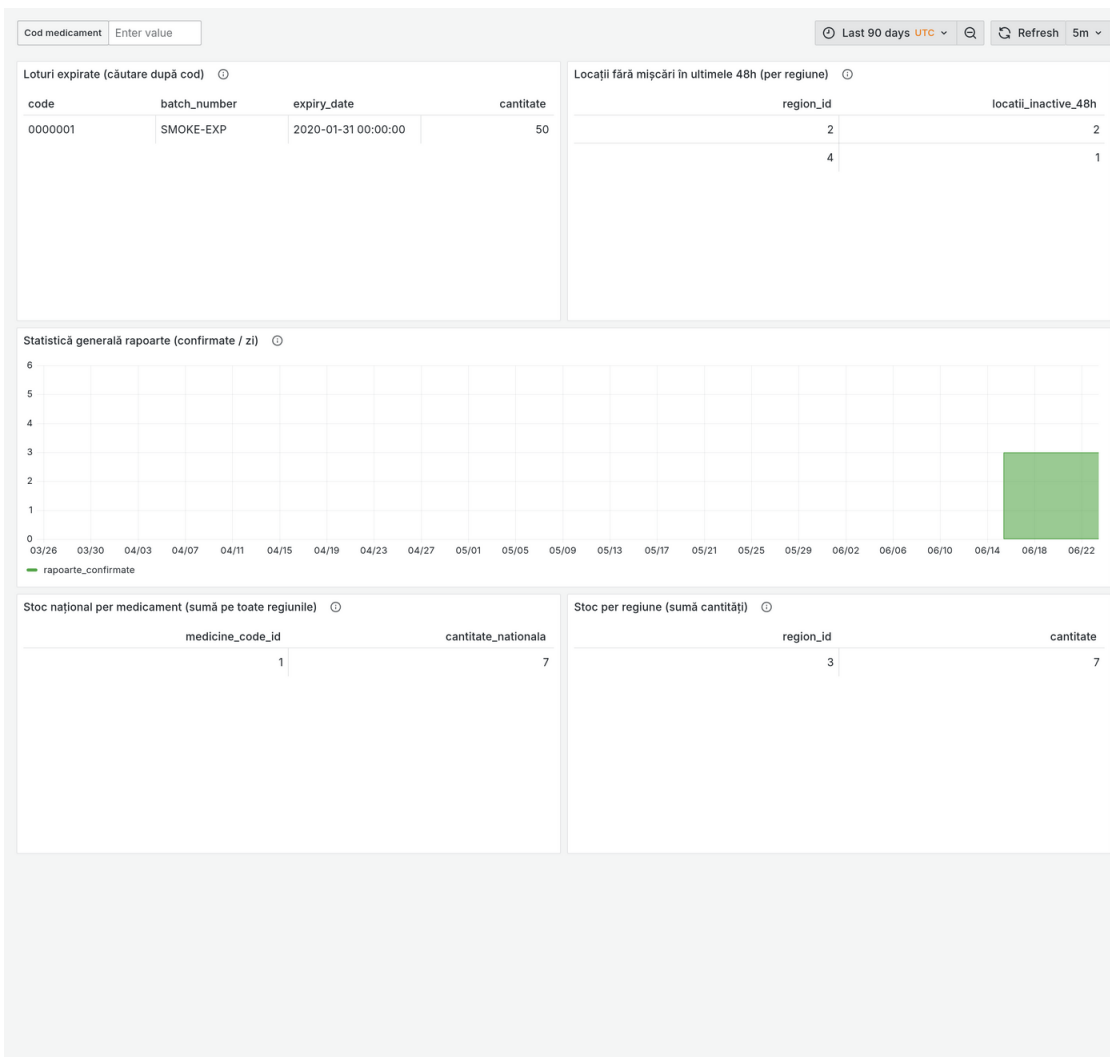 Cod medicament Enter value Last 90 days UTC Refresh 5m
Loturi expirate (căutare după cod)
code batch_number expiry_date cantitate
0000001 SMOKE-EXP 2020-01-31 00:00:00 50
Locații fără mișcări în ultimele 48h (per regiune)
region_id locatii_inactive_48h
2 2
4 1
Statistică generală rapoarte (confirmate / zi)
6
5
4
3
2
1
0
03/26 03/30 04/03 04/07 04/11 04/15 04/19 04/23 04/27 05/01 05/05 05/09 05/13 05/17 05/21 05/25 05/29 06/02 06/06 06/10 06/14 06/18 06/22
rapoarte_confirmate
Stoc național per medicament (sumă pe toate regiunile)
medicine_code_id cantitate_nationala
1 7
Stoc per regiune (sumă cantități)
region_id cantitate
3 7